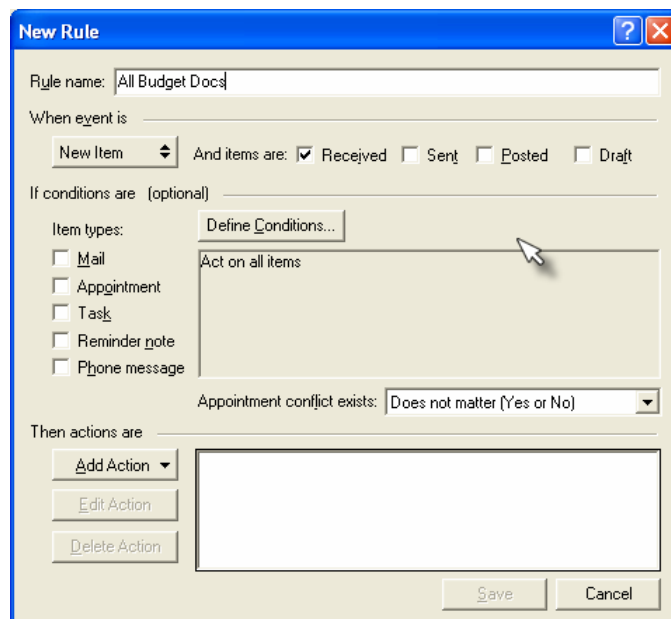 New Rule
Rule name: All Budget Docs
When event is
New Item And items are: Received Sent Posted Draft
If conditions are (optional)
Item types: Define Conditions...
Mail Act on all items
Appointment
Task
Reminder note
Phone message
Appointment conflict exists: Does not matter (Yes or No)
Then actions are
Add Action
Edit Action
Delete Action
Save Cancel